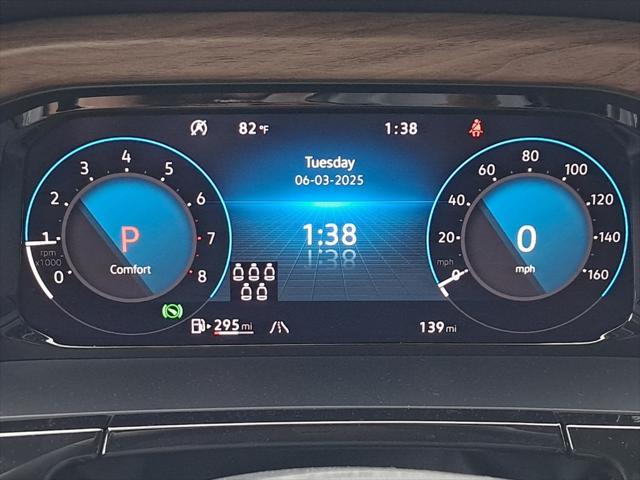 82 °F
1:38
Tuesday
06-03-2025
1:38
0 1 2 3 4 5 6 7 8
rpm
x1000
P
Comfort
0 20 40 60 80 100 120 140 160
mph
0
mph
295 mi
139 mi